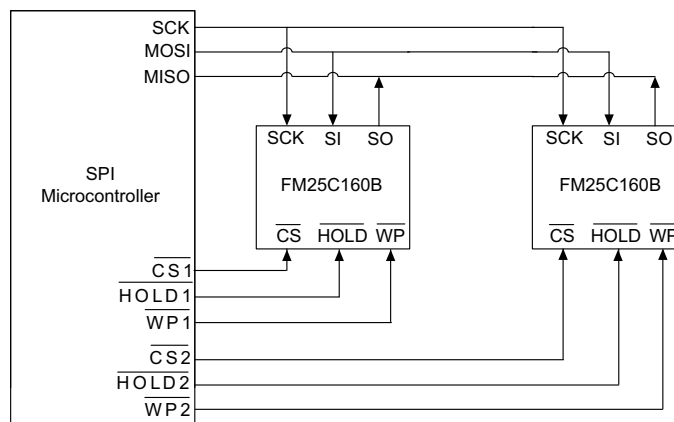 SCK
MOSI
MISO
SPI
Microcontroller
CS1
HOLD1
WP1
CS2
HOLD2
WP2
SCK SI SO
FM25C160B
CS HOLD WP
SCK SI SO
FM25C160B
CS HOLD WP